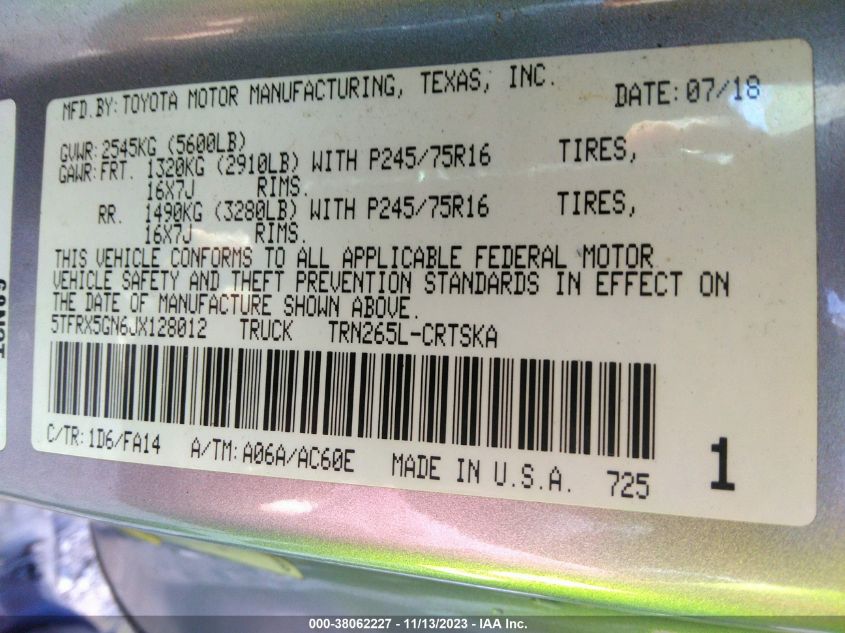 MFD.BY:TOYOTA MOTOR MANUFACTURING, TEXAS, INC. DATE:07/18
GVWR:2545KG (5600LB)
GAWR:FRT. 1320KG (2910LB) WITH P245/75R16 TIRES,
16X7J RIMS.
RR. 1490KG (3280LB) WITH P245/75R16 TIRES,
16X7J RIMS.
THIS VEHICLE CONFORMS TO ALL APPLICABLE FEDERAL MOTOR
VEHICLE SAFETY AND THEFT PREVENTION STANDARDS IN EFFECT ON
THE DATE OF MANUFACTURE SHOWN ABOVE.
5TFRX5GN6JX128012 TRUCK TRN265L-CRTSKA
C/TR:1D6/FA14 A/TM:A06A/AC60E MADE IN U.S.A. 725 1
000-38062227 - 11/13/2023 - IAA Inc.